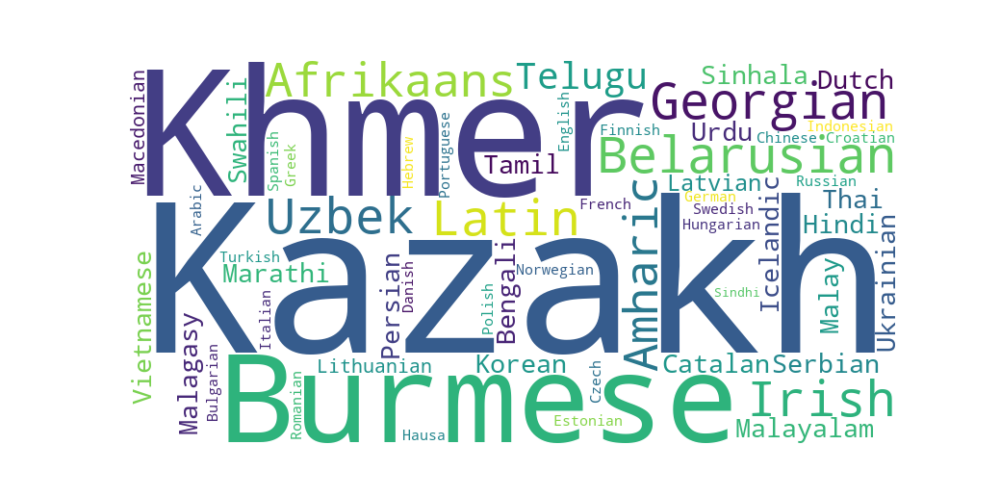 Khmer
Kazakh
Burmese
Afrikaans
Telugu
Sinhala
Dutch
Georgian
Macedonian
Swahili
Spanish
Greek
Hebrew
Portuguese
English
Finnish
Urdu
Indonesian
Chinese
Croatian
Tamil
Belarusian
Arabic
Uzbek
Latin
French
Amharic
Latvian
German
Swedish
Hungarian
Icelandic
Russian
Thai
Hindi
Ukrainian
Turkish
Marathi
Vietnamese
Italian
Persian
Danish
Polish
Bengali
Norwegian
Sindhi
Malay
Malagasy
Bulgarian
Romanian
Lithuanian
Korean
Czech
Catalan
Serbian
Irish
Hausa
Estonian
Malayalam